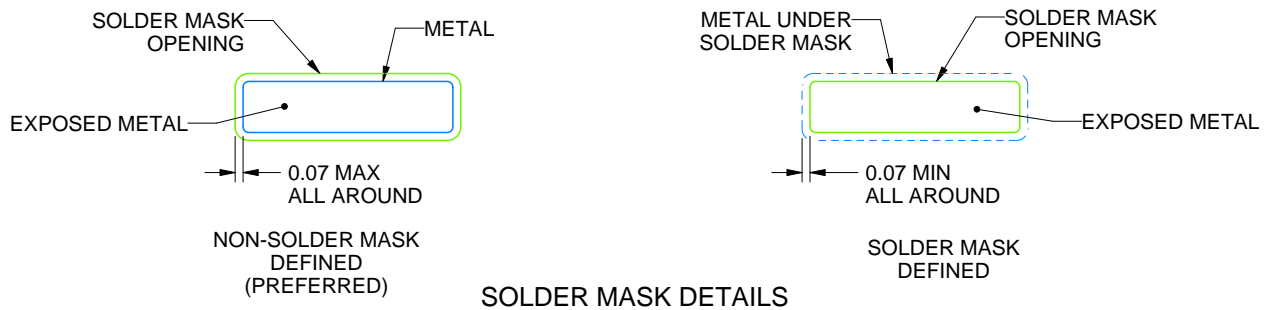 SOLDER MASK
OPENING
METAL
EXPOSED METAL
0.07 MAX
ALL AROUND
NON-SOLDER MASK
DEFINED
(PREFERRED)
METAL UNDER
SOLDER MASK
SOLDER MASK
OPENING
EXPOSED METAL
0.07 MIN
ALL AROUND
SOLDER MASK
DEFINED
SOLDER MASK DETAILS